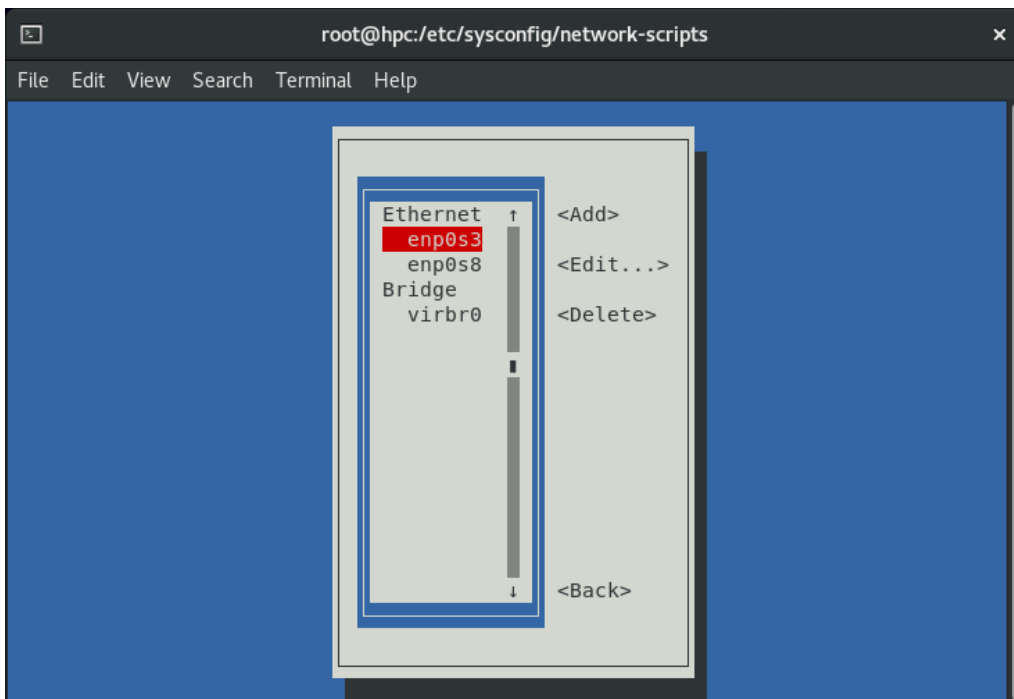 root@hpc:/etc/sysconfig/network-scripts ×
File Edit View Search Terminal Help
Ethernet ↑ <Add>
enp0s3
enp0s8 <Edit...>
Bridge
virbr0 <Delete>
↓ <Back>